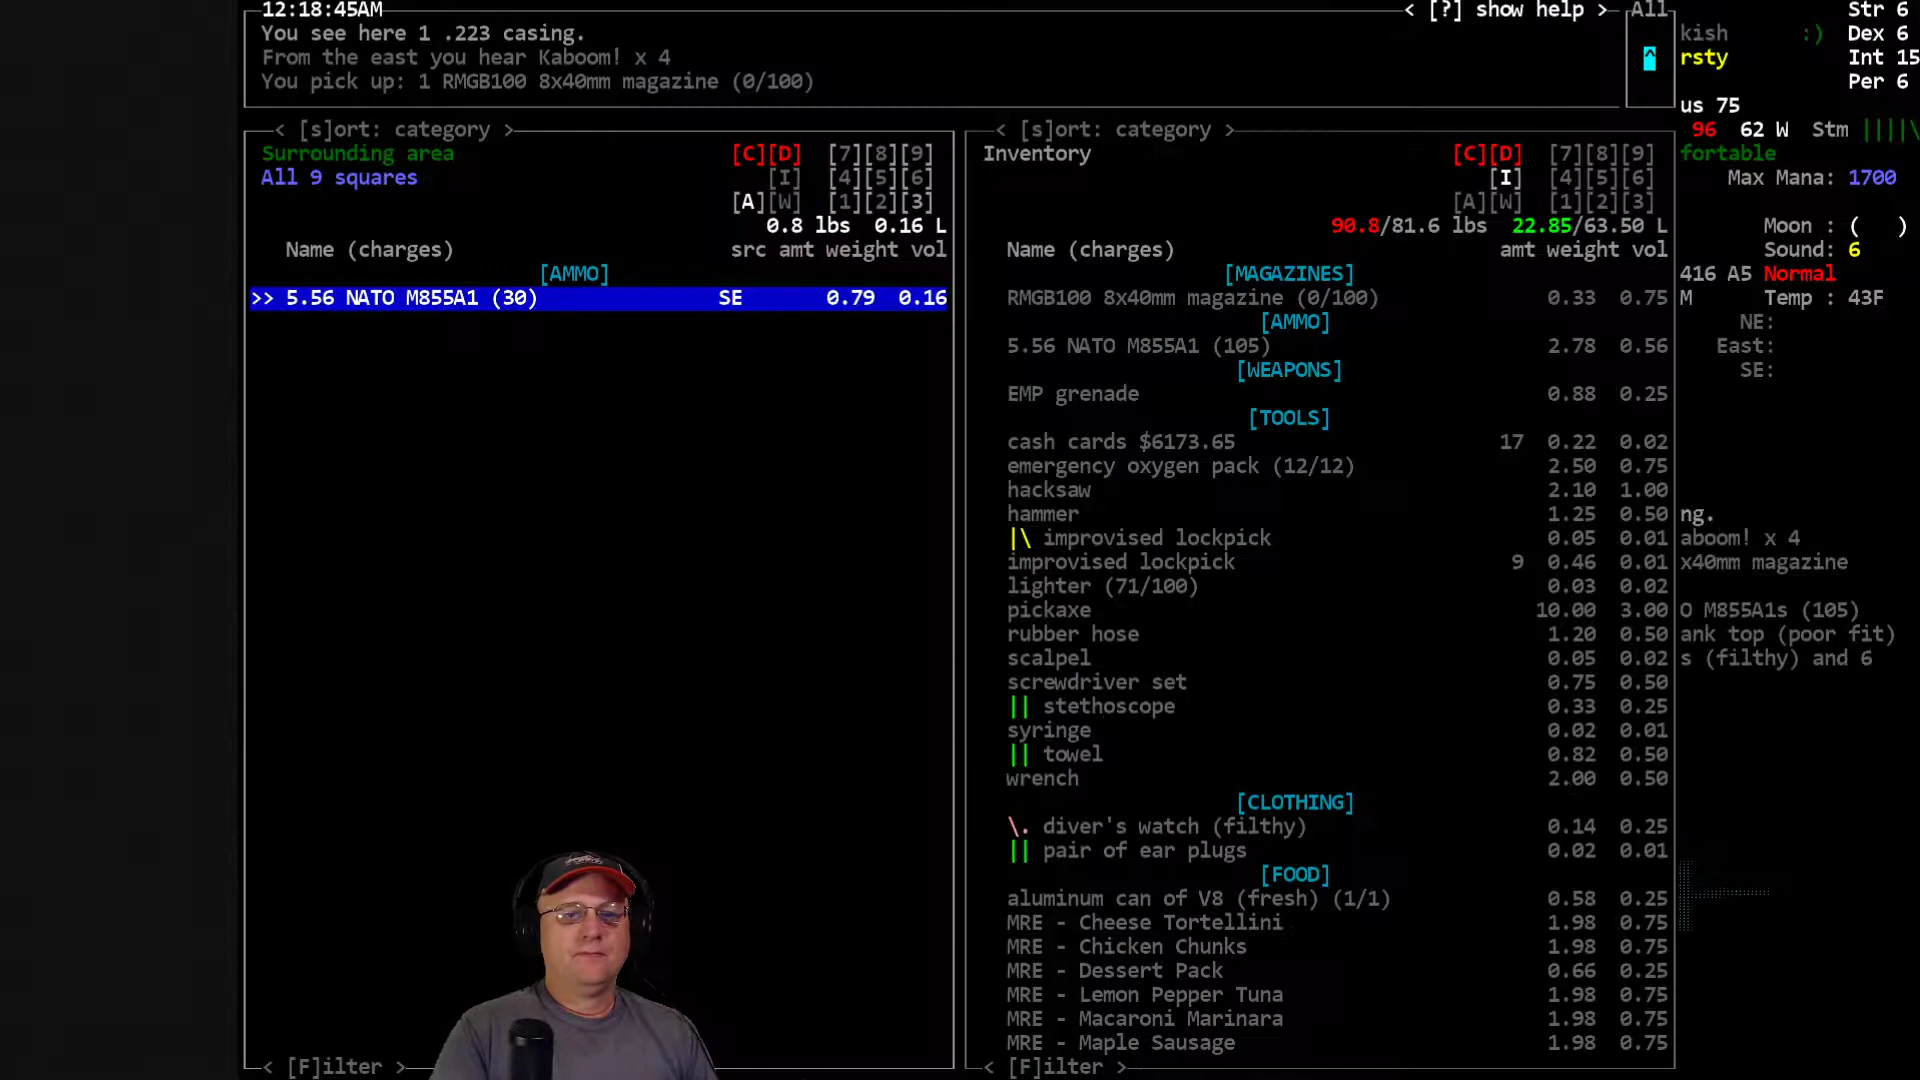 12:18:45AM
< [?] show help >
All
You see here 1 .223 casing.
From the east you hear Kaboom! x 4
You pick up: 1 RMGB100 8x40mm magazine (0/100)
^
Str 6
kish :) Dex 6
rsty Int 15
Per 6
us 75
96 62 W Stm ||||\
fortable
Max Mana: 1700
Moon : ( )
Sound: 6
416 A5 Normal
M Temp : 43F
NE:
East:
SE:
ng.
aboom! x 4
x40mm magazine
O M855A1s (105)
ank top (poor fit)
s (filthy) and 6
< [s]ort: category >
Surrounding area [C][D] [7][8][9]
All 9 squares [I] [4][5][6]
[A][W] [1][2][3]
0.8 lbs 0.16 L
Name (charges) src amt weight vol
[AMMO]
>> 5.56 NATO M855A1 (30) SE 0.79 0.16
< [F]ilter >
< [s]ort: category >
Inventory [C][D] [7][8][9]
[I] [4][5][6]
[A][W] [1][2][3]
90.8/81.6 lbs 22.85/63.50 L
Name (charges) amt weight vol
[MAGAZINES]
RMGB100 8x40mm magazine (0/100) 0.33 0.75
[AMMO]
5.56 NATO M855A1 (105) 2.78 0.56
[WEAPONS]
EMP grenade 0.88 0.25
[TOOLS]
cash cards $6173.65 17 0.22 0.02
emergency oxygen pack (12/12) 2.50 0.75
hacksaw 2.10 1.00
hammer 1.25 0.50
|\ improvised lockpick 0.05 0.01
improvised lockpick 9 0.46 0.01
lighter (71/100) 0.03 0.02
pickaxe 10.00 3.00
rubber hose 1.20 0.50
scalpel 0.05 0.02
screwdriver set 0.75 0.50
|| stethoscope 0.33 0.25
syringe 0.02 0.01
|| towel 0.82 0.50
wrench 2.00 0.50
[CLOTHING]
\. diver's watch (filthy) 0.14 0.25
|| pair of ear plugs 0.02 0.01
[FOOD]
aluminum can of V8 (fresh) (1/1) 0.58 0.25
MRE - Cheese Tortellini 1.98 0.75
MRE - Chicken Chunks 1.98 0.75
MRE - Dessert Pack 0.66 0.25
MRE - Lemon Pepper Tuna 1.98 0.75
MRE - Macaroni Marinara 1.98 0.75
MRE - Maple Sausage 1.98 0.75
< [F]ilter >